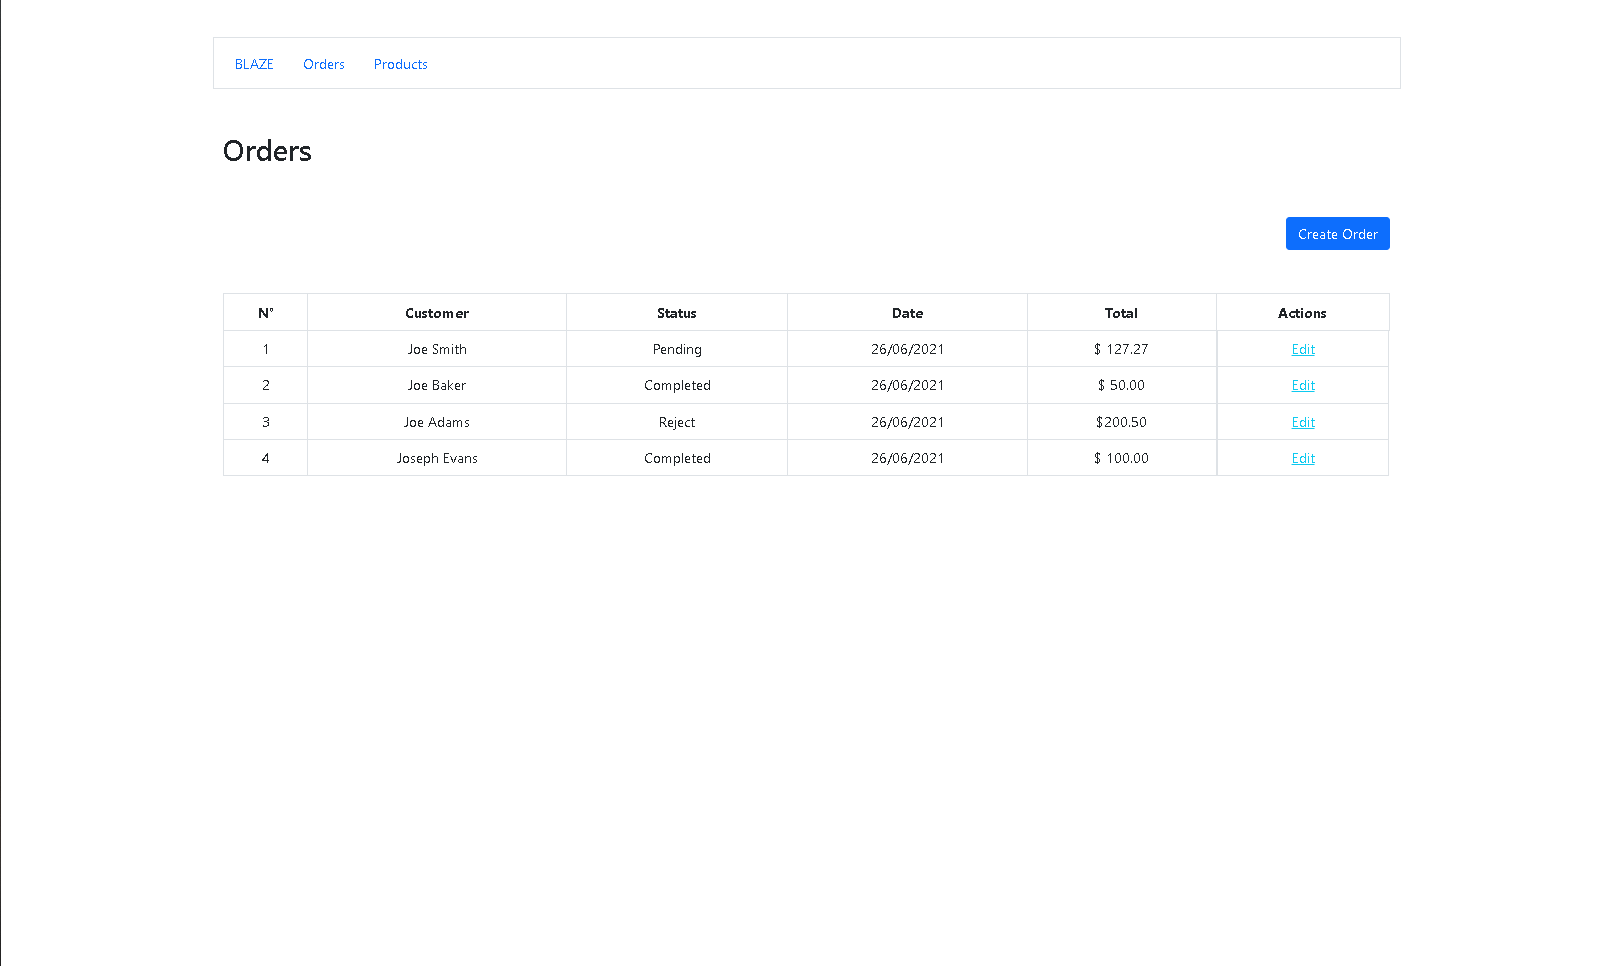 BLAZE Orders Products
Orders
Create Order
N° Customer Status Date Total Actions
1 Joe Smith Pending 26/06/2021 $ 127.27 Edit
2 Joe Baker Completed 26/06/2021 $ 50.00 Edit
3 Joe Adams Reject 26/06/2021 $200.50 Edit
4 Joseph Evans Completed 26/06/2021 $ 100.00 Edit